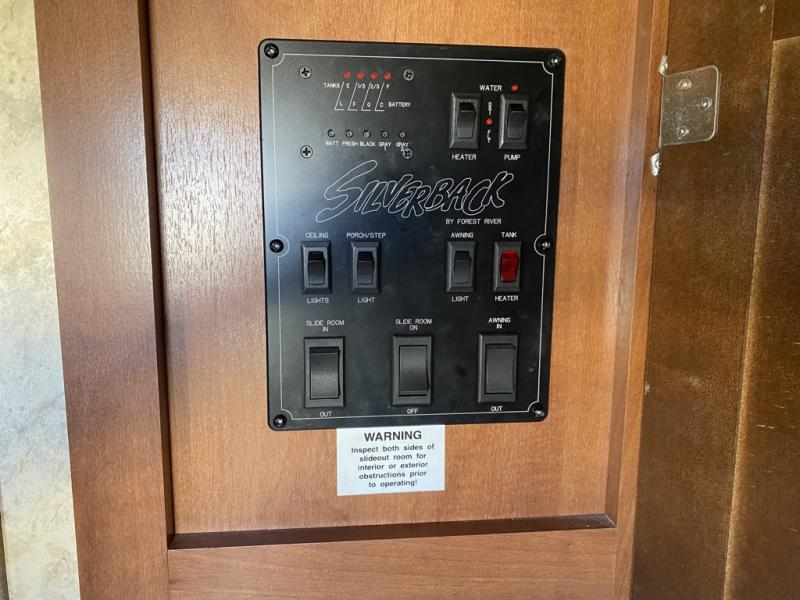 TANKS E 1/3 2/3 F
L F G C BATTERY
BATT FRESH BLACK GRAY GRAY
WATER
HEATER PUMP
SILVERBACK
BY FOREST RIVER
CEILING PORCH/STEP AWNING TANK
LIGHTS LIGHT LIGHT HEATER
SLIDE ROOM SLIDE ROOM AWNING
IN ON IN
OUT OFF OUT
WARNING
Inspect both sides of
slideout room for
interior or exterior
obstructions prior
to operating!